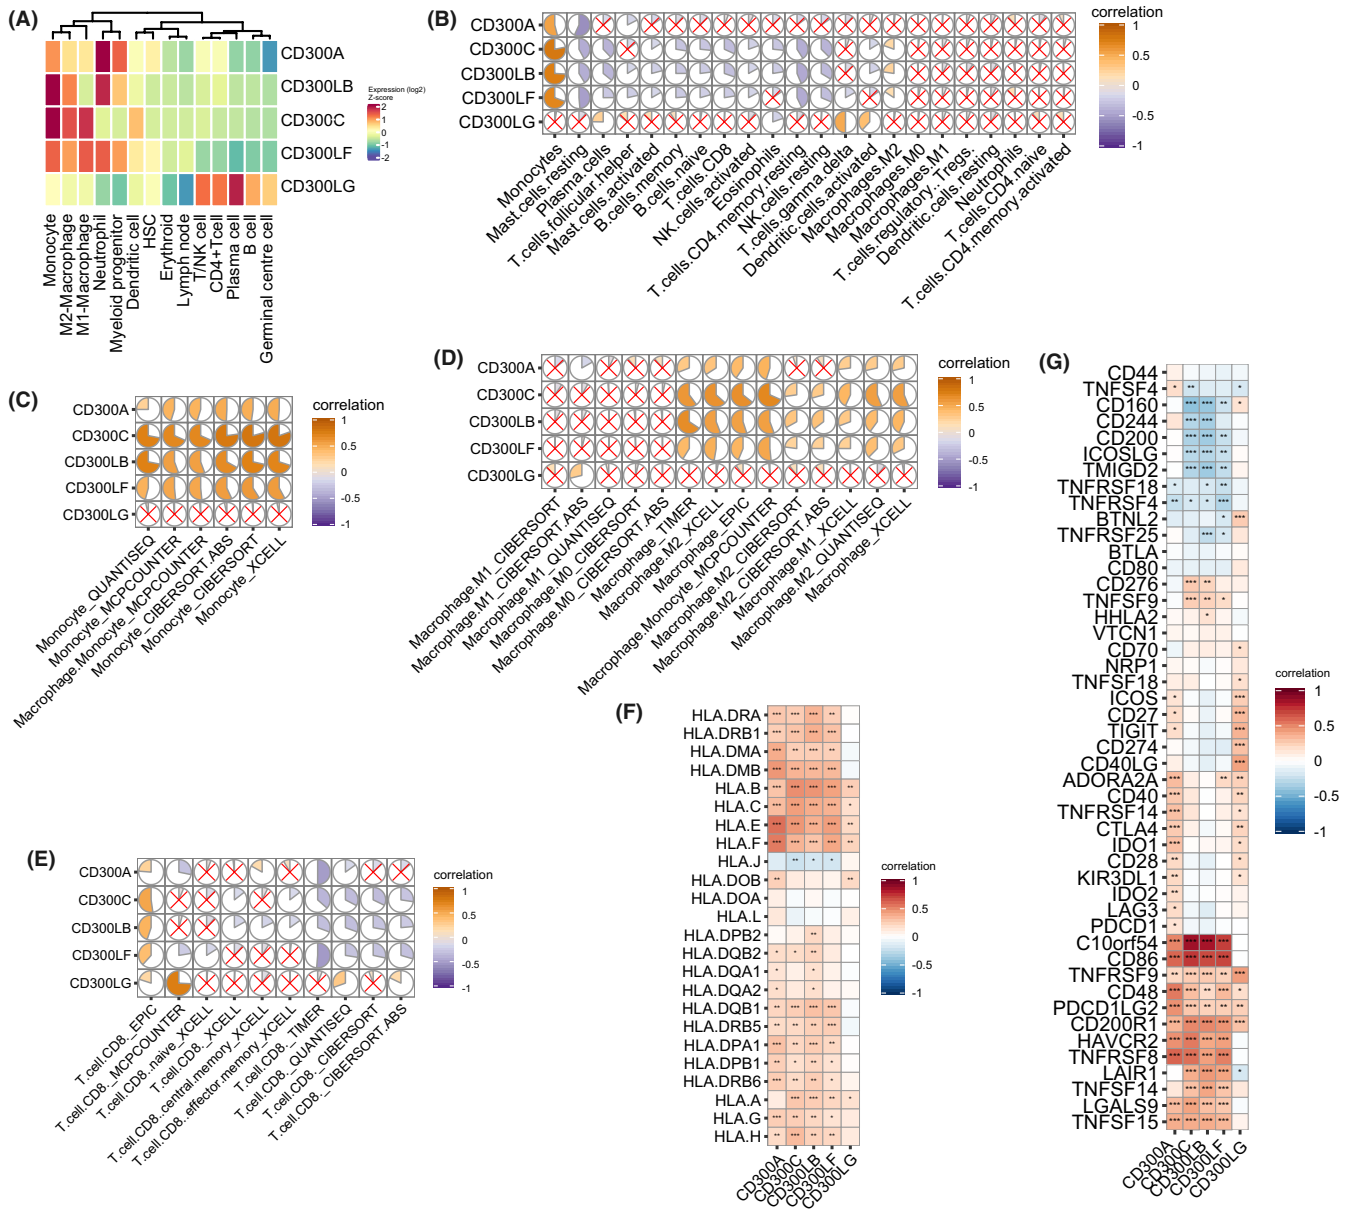 (A)
CD300A
CD300LB
CD300C
CD300LF
CD300LG
Expression (log2)
Z-score
2
1
0
-1
-2
Monocyte
M2-Macrophage
M1-Macrophage
Neutrophil
Myeloid progenitor
Dendritic cell
HSC
Erythroid
Lymph node
T/NK cell
CD4+Tcell
Plasma cell
B cell
Germinal centre cell
(B)
CD300A
CD300C
CD300LB
CD300LF
CD300LG
Monocytes
Mast.cells.resting
Plasma.cells
T.cells.follicular.helper
Mast.cells.activated
B.cells.memory
B.cells.naive
T.cells.CD8
NK.cells.activated
Eosinophils
T.cells.CD4.memory.resting
NK.cells.resting
T.cells.gamma.delta
Dendritic.cells.activated
Macrophages.M2
Macrophages.M0
Macrophages.M1
T.cells.regulatory..Tregs.
Dendritic.cells.resting
Neutrophils
T.cells.CD4.naive
T.cells.CD4.memory.activated
correlation
1
0.5
0
-0.5
-1
(C)
CD300A
CD300C
CD300LB
CD300LF
CD300LG
Monocyte_QUANTISEQ
Monocyte_MCPCOUNTER
Macrophage.Monocyte_MCPCOUNTER
Monocyte_CIBERSORT.ABS
Monocyte_CIBERSORT
Monocyte_XCELL
correlation
1
0.5
0
-0.5
-1
(D)
CD300A
CD300C
CD300LB
CD300LF
CD300LG
Macrophage.M1_CIBERSORT
Macrophage.M1_CIBERSORT.ABS
Macrophage.M1_QUANTISEQ
Macrophage.M0_CIBERSORT
Macrophage.M0_CIBERSORT.ABS
Macrophage_TIMER
Macrophage.M2_XCELL
Macrophage_EPIC
Macrophage.Monocyte_MCPCOUNTER
Macrophage.M2_CIBERSORT
Macrophage.M2_CIBERSORT.ABS
Macrophage.M1_XCELL
Macrophage.M2_QUANTISEQ
Macrophage_XCELL
correlation
1
0.5
0
-0.5
-1
(E)
CD300A
CD300C
CD300LB
CD300LF
CD300LG
T.cell.CD8._EPIC
T.cell.CD8._MCPCOUNTER
T.cell.CD8..naive_XCELL
T.cell.CD8._XCELL
T.cell.CD8..central.memory_XCELL
T.cell.CD8..effector.memory_XCELL
T.cell.CD8._TIMER
T.cell.CD8._QUANTISEQ
T.cell.CD8._CIBERSORT
T.cell.CD8._CIBERSORT.ABS
correlation
1
0.5
0
-0.5
-1
(F)
HLA.DRA
HLA.DRB1
HLA.DMA
HLA.DMB
HLA.B
HLA.C
HLA.E
HLA.F
HLA.J
HLA.DOB
HLA.DOA
HLA.L
HLA.DPB2
HLA.DQB2
HLA.DQA1
HLA.DQA2
HLA.DQB1
HLA.DRB5
HLA.DPA1
HLA.DPB1
HLA.DRB6
HLA.A
HLA.G
HLA.H
CD300A
CD300C
CD300LB
CD300LF
CD300LG
correlation
1
0.5
0
-0.5
-1
(G)
CD44
TNFSF4
CD160
CD244
CD200
ICOSLG
TMIGD2
TNFRSF18
TNFRSF4
BTNL2
TNFRSF25
BTLA
CD80
CD276
TNFSF9
HHLA2
VTCN1
CD70
NRP1
TNFSF18
ICOS
CD27
TIGIT
CD274
CD40LG
ADORA2A
CD40
TNFRSF14
CTLA4
IDO1
CD28
KIR3DL1
IDO2
LAG3
PDCD1
C10orf54
CD86
TNFRSF9
CD48
PDCD1LG2
CD200R1
HAVCR2
TNFRSF8
LAIR1
TNFSF14
LGALS9
TNFSF15
CD300A
CD300C
CD300LB
CD300LF
CD300LG
correlation
1
0.5
0
-0.5
-1